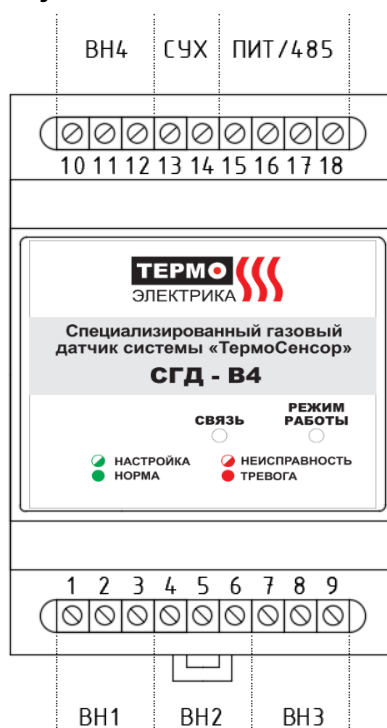 ВН4 СУХ ПИТ/485
10 11 12 13 14 15 16 17 18
ТЕРМО
ЭЛЕКТРИКА
Специализированный газовый
датчик системы «ТермоСенсор»
СГД - В4
СВЯЗЬ РЕЖИМ
РАБОТЫ
НАСТРОЙКА НЕИСПРАВНОСТЬ
НОРМА ТРЕВОГА
1 2 3 4 5 6 7 8 9
ВН1 ВН2 ВН3